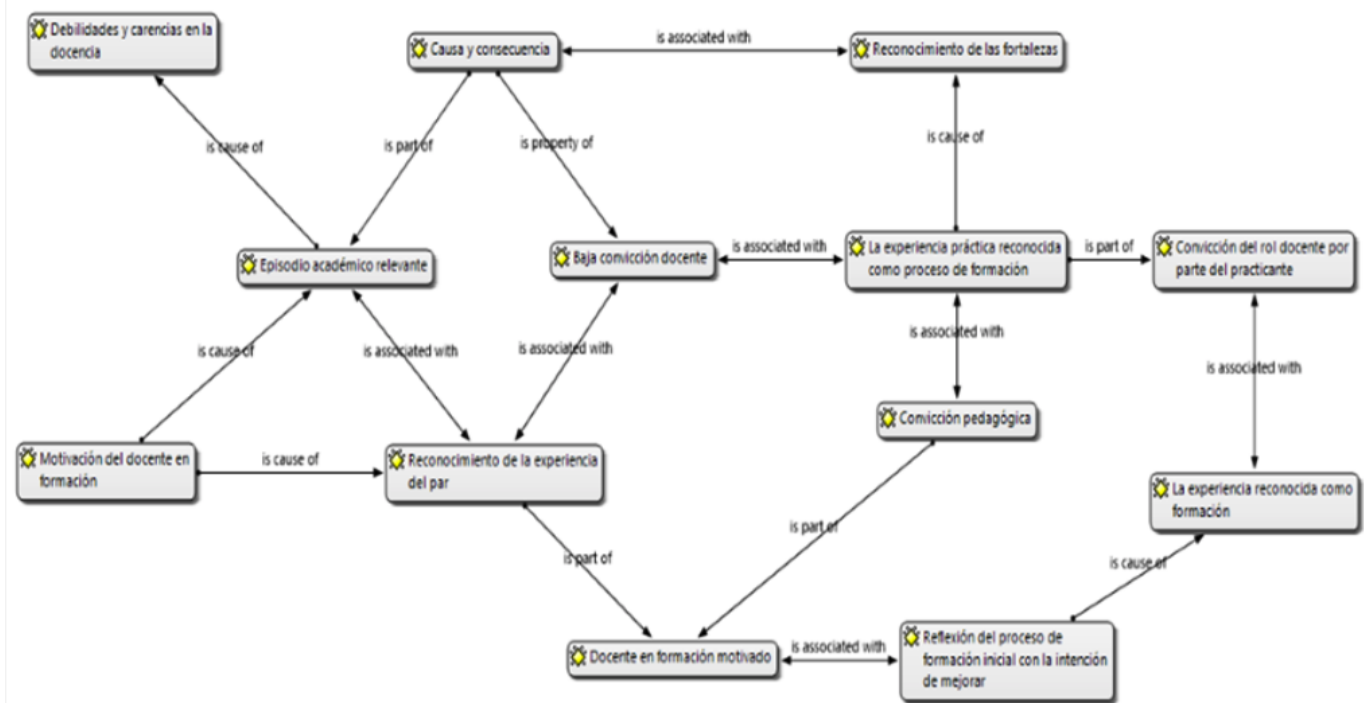 Debilidades y carencias en la
docencia
Causa y consecuencia
is associated with
Reconocimiento de las fortalezas
is cause of
is part of
is property of
is cause of
Episodio académico relevante
Baja convicción docente
is associated with
La experiencia práctica reconocida
como proceso de formación
is part of
Convicción del rol docente por
parte del practicante
is cause of
is associated with
is associated with
is associated with
is associated with
Convicción pedagógica
Motivación del docente en
formación
is cause of
Reconocimiento de la experiencia
del par
La experiencia reconocida como
formación
is part of
is part of
is cause of
Docente en formación motivado
is associated with
Reflexión del proceso de
formación inicial con la intención
de mejorar